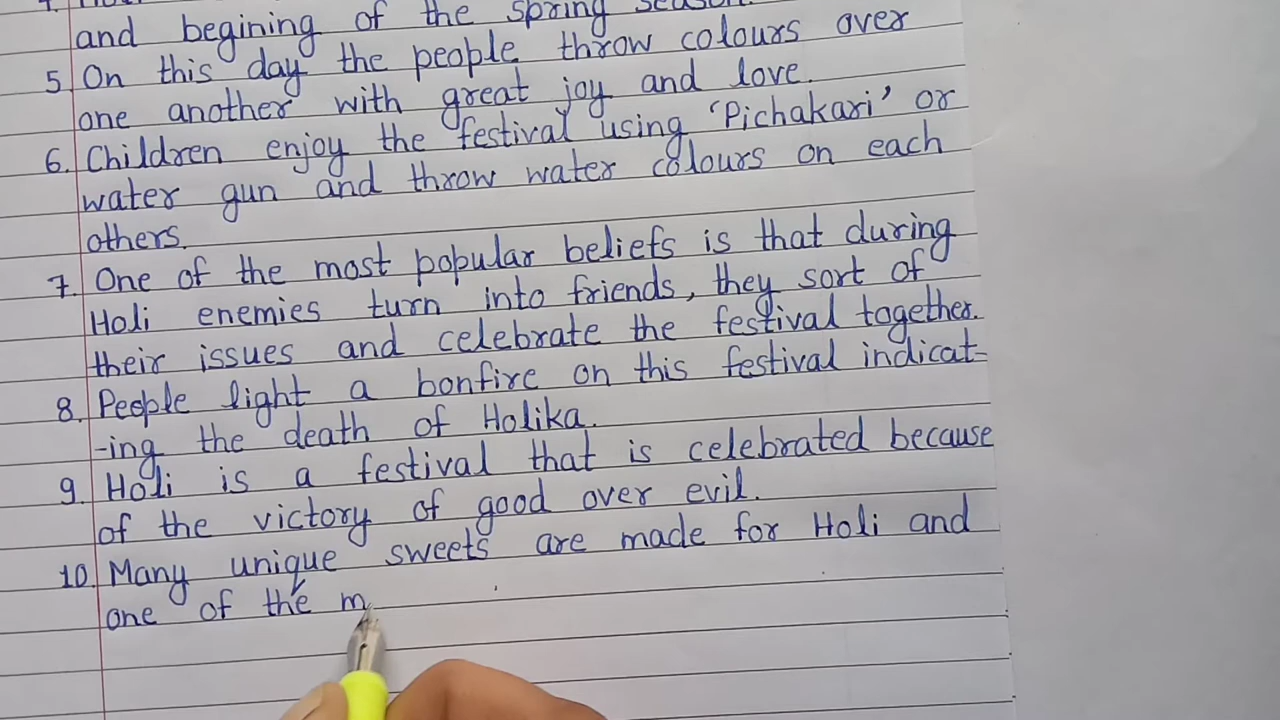 and begining of the spring season.
5. On this day the people throw colours over
one another with great joy and love.
6. Children enjoy the festival using 'Pichakari' or
water gun and throw water colours on each
others.
7. One of the most popular beliefs is that during
Holi enemies turn into friends, they sort of
their issues and celebrate the festival together.
8. People light a bonfire on this festival indicat-
-ing the death of Holika.
9. Holi is a festival that is celebrated because
of the victory of good over evil.
10. Many unique sweets are made for Holi and
one of the m